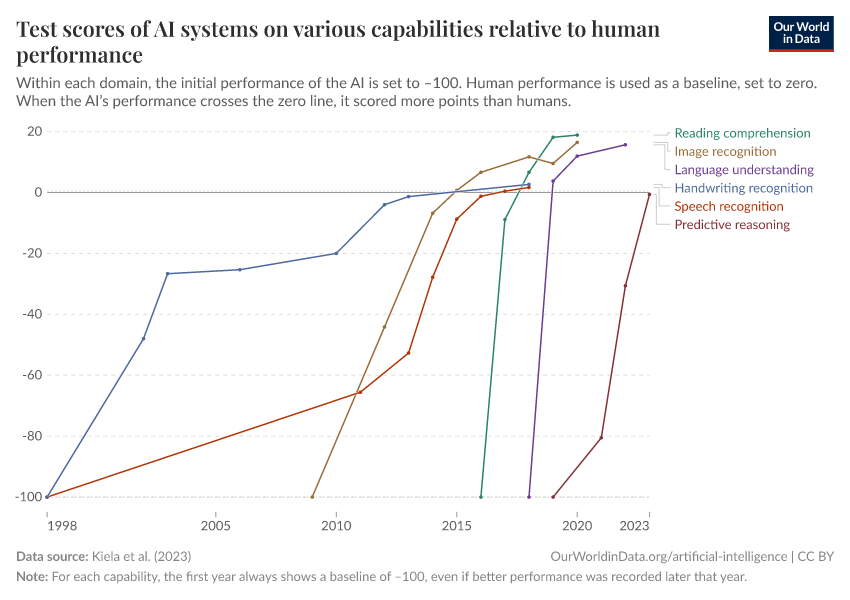 Test scores of AI systems on various capabilities relative to human
performance
Our World
in Data
Within each domain, the initial performance of the AI is set to –100. Human performance is used as a baseline, set to zero.
When the AI's performance crosses the zero line, it scored more points than humans.
20
0
-20
-40
-60
-80
-100
Reading comprehension
Image recognition
Language understanding
Handwriting recognition
Speech recognition
Predictive reasoning
1998
2005
2010
2015
2020
2023
Data source: Kiela et al. (2023)
OurWorldinData.org/artificial-intelligence | CC BY
Note: For each capability, the first year always shows a baseline of –100, even if better performance was recorded later that year.